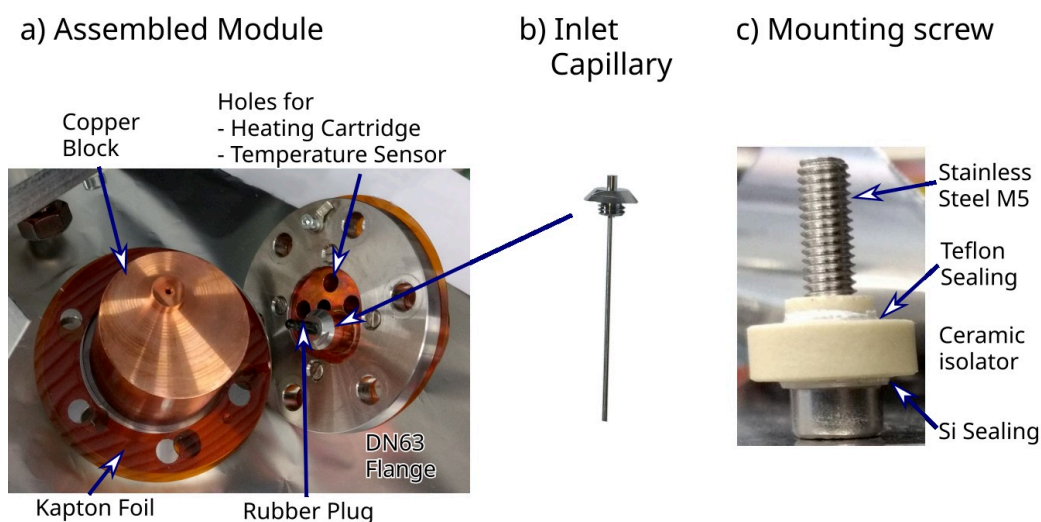 a) Assembled Module
b) Inlet
Capillary
c) Mounting screw
Copper
Block
Holes for
- Heating Cartridge
- Temperature Sensor
DN63
Flange
Kapton Foil
Rubber Plug
Stainless
Steel M5
Teflon
Sealing
Ceramic
isolator
Si Sealing